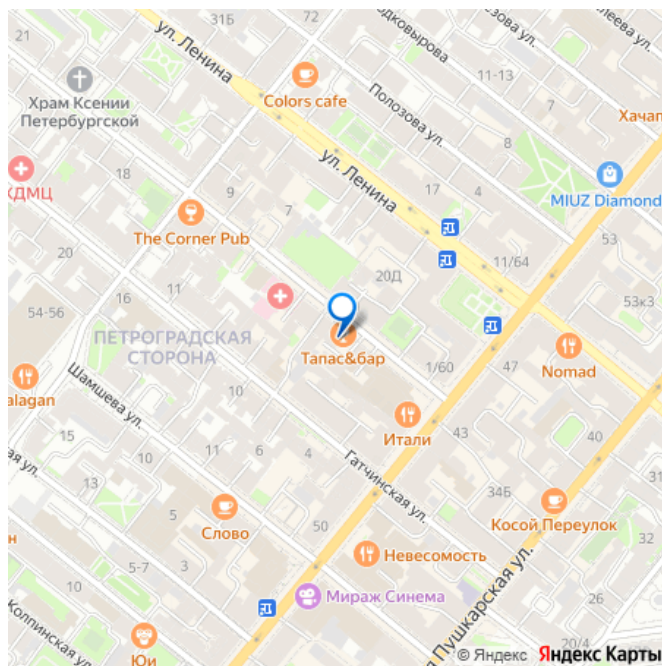 31Б
72
ул. Ленина
Полозова ул.
11-13
Colors cafe
Храм Ксении
Петербургской
Полозова ул.
8
Хачап
ул. Ленина
18
9
17
4
MIUZ Diamond
КДМЦ
7
The Corner Pub
53
20
11
20Д
11/64
16
53к3
54-56
ПЕТРОГРАДСКАЯ
СТОРОНА
Тапас&бар
1/60
47
Nomad
alagan
Шамшева ул.
10
Итали
43
40
15
10
11
6
4
Гатчинская ул.
13
34Б
Косой Переулок
5
Слово
50
32
Невесомость
5-7
3
10
Мираж Синема
Пушкарская ул.
Колпинская ул.
Юи
20/4
© Яндекс Яндекс Карты